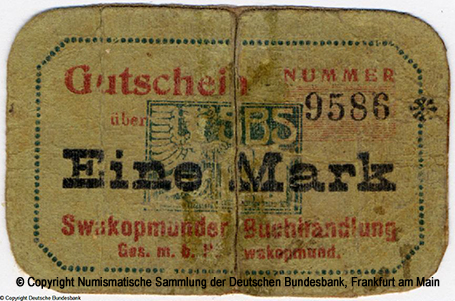 Gutschein NUMMER
über 9586 *
Eine Mark
Swakopmunder Buchhandlung
Ges. m. b. H. Swakopmund.
© Copyright Numismatische Sammlung der Deutschen Bundesbank, Frankfurt am Main
© Copyright Deutsche Bundesbank